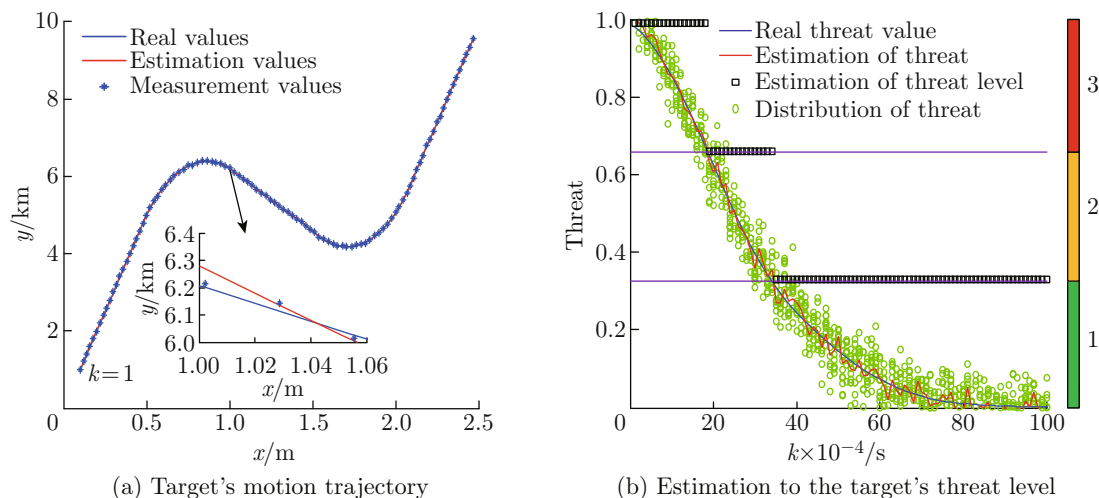 10
8
6
4
2
0
y/km
Real values
Estimation values
Measurement values
k=1
6.4
6.3
6.2
6.1
6.0
y/km
1.00 1.02 1.04 1.06
x/m
0.5 1.0 1.5 2.0 2.5
x/m
(a) Target's motion trajectory
1.0
0.8
0.6
0.4
0.2
0
Threat
Real threat value
Estimation of threat
Estimation of threat level
Distribution of threat
20 40 60 80 100
k×10⁻⁴/s
3
2
1
(b) Estimation to the target's threat level